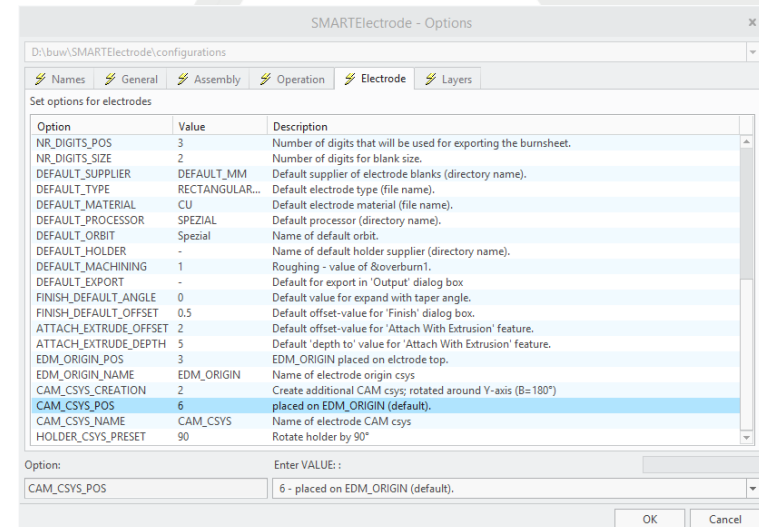 SMARTElectrode - Options
D:\buw\SMARTElectrode\configurations
Names General Assembly Operation Electrode Layers
Set options for electrodes
Option Value Description
NR_DIGITS_POS 3 Number of digits that will be used for exporting the burnsheet.
NR_DIGITS_SIZE 2 Number of digits for blank size.
DEFAULT_SUPPLIER DEFAULT_MM Default supplier of electrode blanks (directory name).
DEFAULT_TYPE RECTANGULAR... Default electrode type (file name).
DEFAULT_MATERIAL CU Default electrode material (file name).
DEFAULT_PROCESSOR SPEZIAL Default processor (directory name).
DEFAULT_ORBIT Spezial Name of default orbit.
DEFAULT_HOLDER - Name of default holder supplier (directory name).
DEFAULT_MACHINING 1 Roughing - value of &overburn1.
DEFAULT_EXPORT - Default for export in 'Output' dialog box
FINISH_DEFAULT_ANGLE 0 Default value for expand with taper angle.
FINISH_DEFAULT_OFFSET 0.5 Default offset-value for 'Finish' dialog box.
ATTACH_EXTRUDE_OFFSET 2 Default offset-value for 'Attach With Extrusion' feature.
ATTACH_EXTRUDE_DEPTH 5 Default 'depth to' value for 'Attach With Extrusion' feature.
EDM_ORIGIN_POS 3 EDM_ORIGIN placed on elctrode top.
EDM_ORIGIN_NAME EDM_ORIGIN Name of electrode origin csys
CAM_CSYS_CREATION 2 Create additional CAM csys; rotated around Y-axis (B=180°)
CAM_CSYS_POS 6 placed on EDM_ORIGIN (default).
CAM_CSYS_NAME CAM_CSYS Name of electrode CAM csys
HOLDER_CSYS_PRESET 90 Rotate holder by 90°
Option: Enter VALUE: :
CAM_CSYS_POS 6 - placed on EDM_ORIGIN (default).
OK Cancel